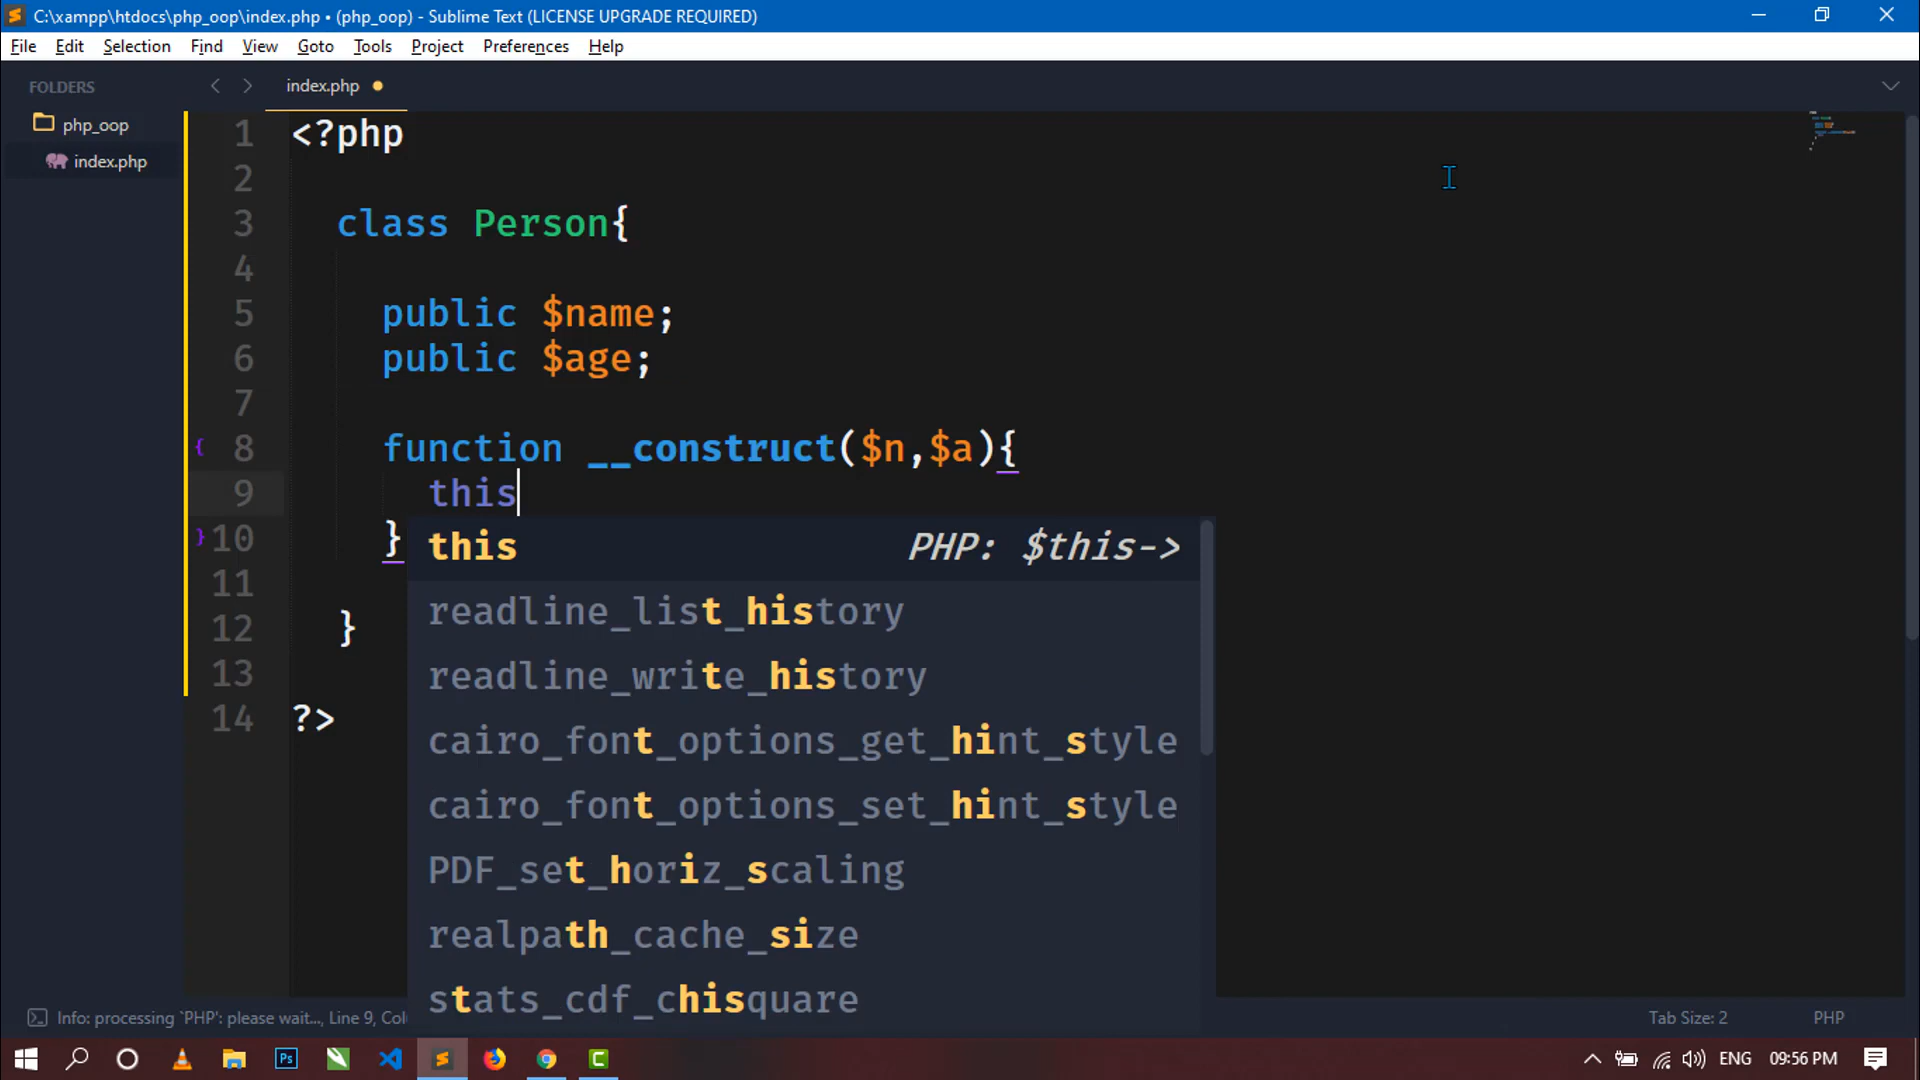 C:\xampp\htdocs\php_oop\index.php • (php_oop) - Sublime Text (LICENSE UPGRADE REQUIRED)
File Edit Selection Find View Goto Tools Project Preferences Help
FOLDERS
php_oop
index.php
index.php
1 <?php
2
3 class Person{
4
5 public $name;
6 public $age;
7
8 function __construct($n,$a){
9 this
10 }
11
12 }
13
14 ?>
this PHP: $this->
readline_list_history
readline_write_history
cairo_font_options_get_hint_style
cairo_font_options_set_hint_style
PDF_set_horiz_scaling
realpath_cache_size
stats_cdf_chisquare
Info: processing `PHP': please wait..., Line 9, Col
Tab Size: 2 PHP
Ps
ENG 09:56 PM